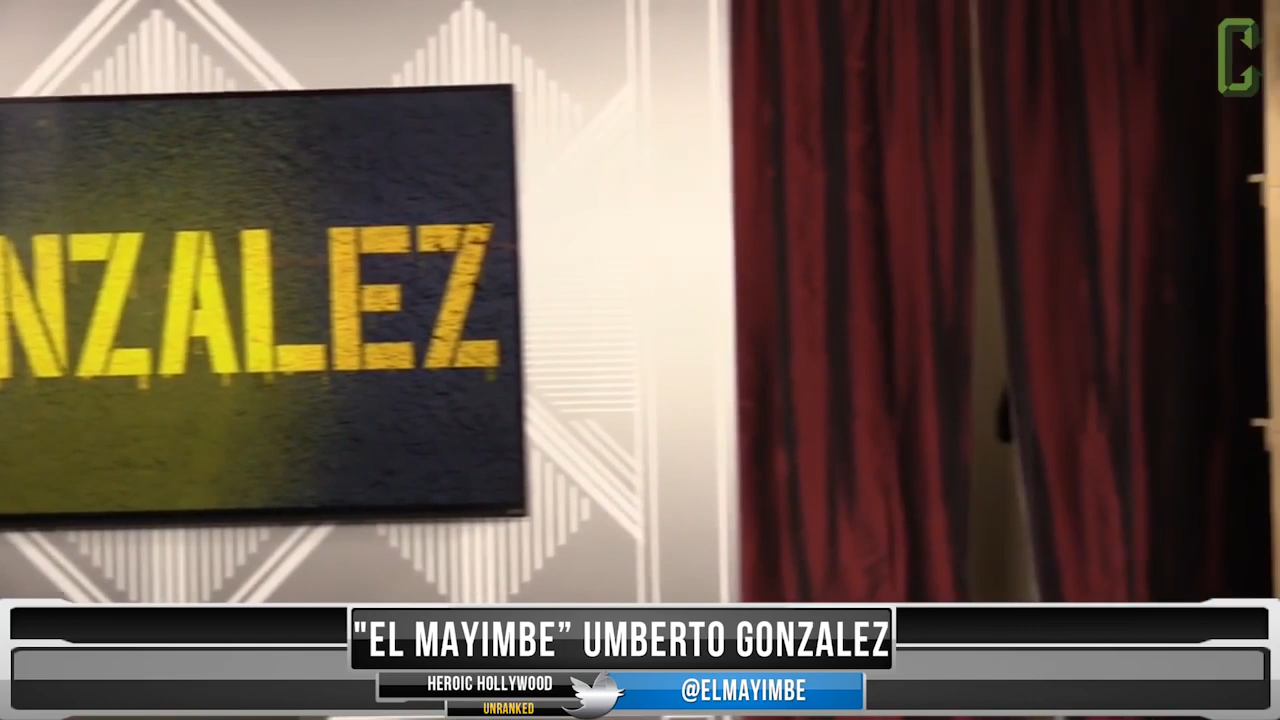 C
NZALEZ
"EL MAYIMBE” UMBERTO GONZALEZ
HEROIC HOLLYWOOD
@ELMAYIMBE
UNRANKED